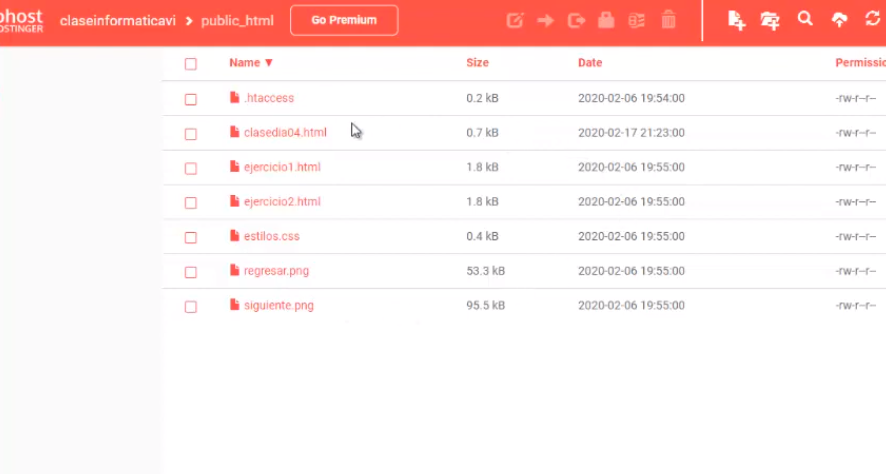 claseinformaticavi > public_html Go Premium
HOSTINGER
Name ▼ Size Date
.htaccess 0.2 kB 2020-02-06 19:54:00 -rw-r--r--
clasedia04.html 0.7 kB 2020-02-17 21:23:00 -rw-r--r--
ejercicio1.html 1.8 kB 2020-02-06 19:55:00 -rw-r--r--
ejercicio2.html 1.8 kB 2020-02-06 19:55:00 -rw-r--r--
estilos.css 0.4 kB 2020-02-06 19:55:00 -rw-r--r--
regresar.png 53.3 kB 2020-02-06 19:55:00 -rw-r--r--
siguiente.png 95.5 kB 2020-02-06 19:55:00 -rw-r--r--